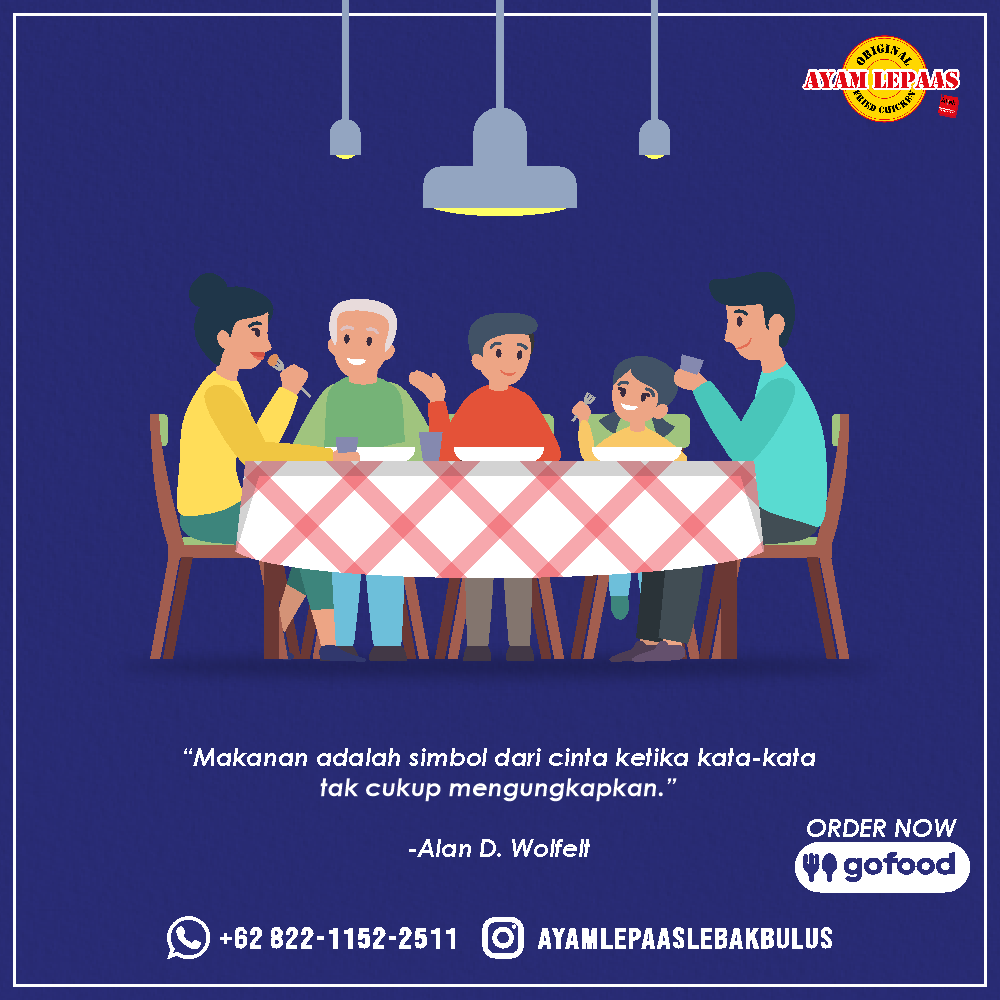 ORIGINAL
AYAM LEPAAS
FRIED CHICKEN
“Makanan adalah simbol dari cinta ketika kata-kata
tak cukup mengungkapkan.”
-Alan D. Wolfelt
ORDER NOW
gofood
+62 822-1152-2511 AYAMLEPAASLEBAKBULUS